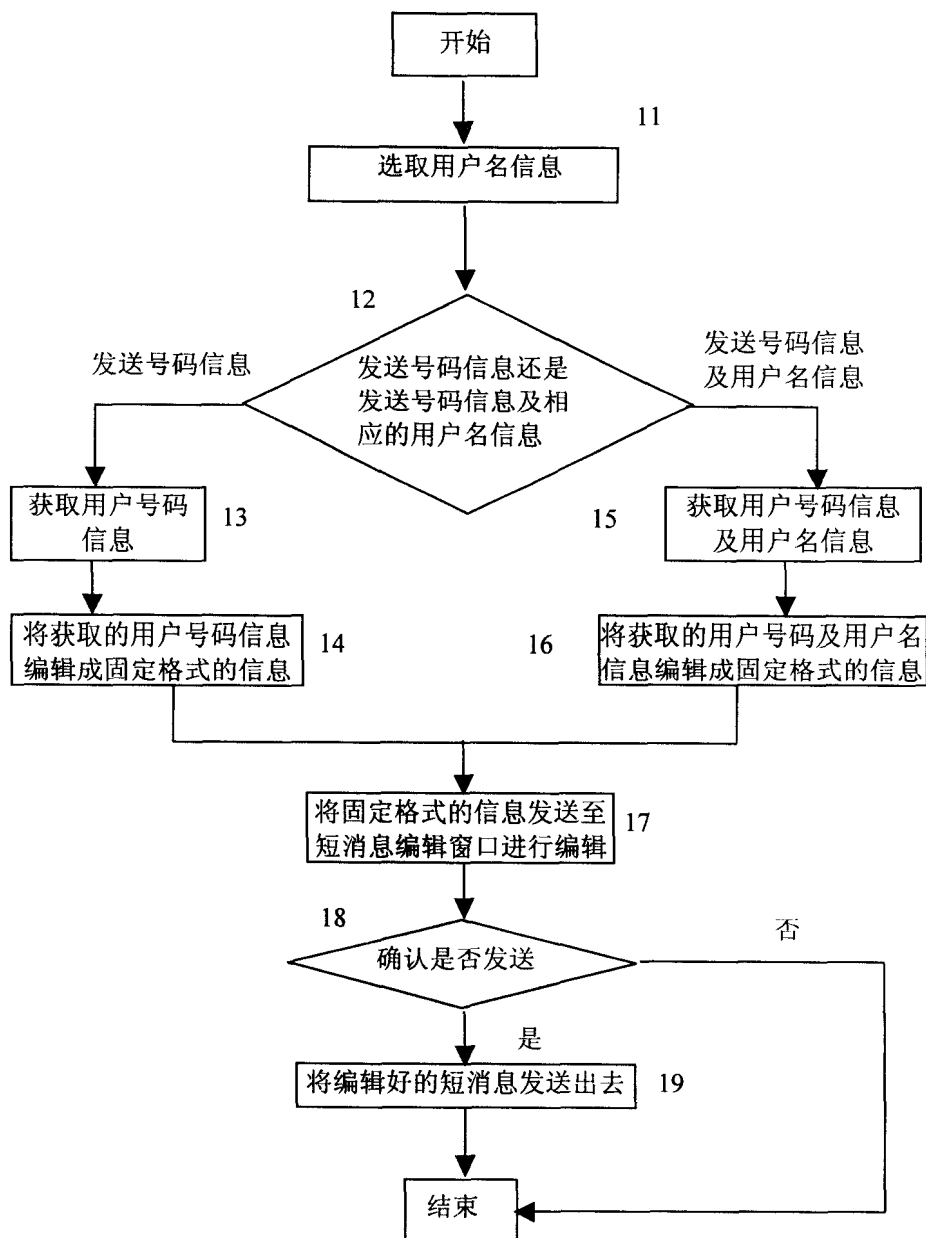 开始
11
选取用户名信息
12
发送号码信息
发送号码信息还是
发送号码信息及相
应的用户名信息
发送号码信息
及用户名信息
获取用户号码
信息
13
15
获取用户号码信息
及用户名信息
将获取的用户号码信息
编辑成固定格式的信息
14
16
将获取的用户号码及用户名
信息编辑成固定格式的信息
将固定格式的信息发送至
短消息编辑窗口进行编辑
17
18
确认是否发送
否
是
将编辑好的短消息发送出去
19
结束